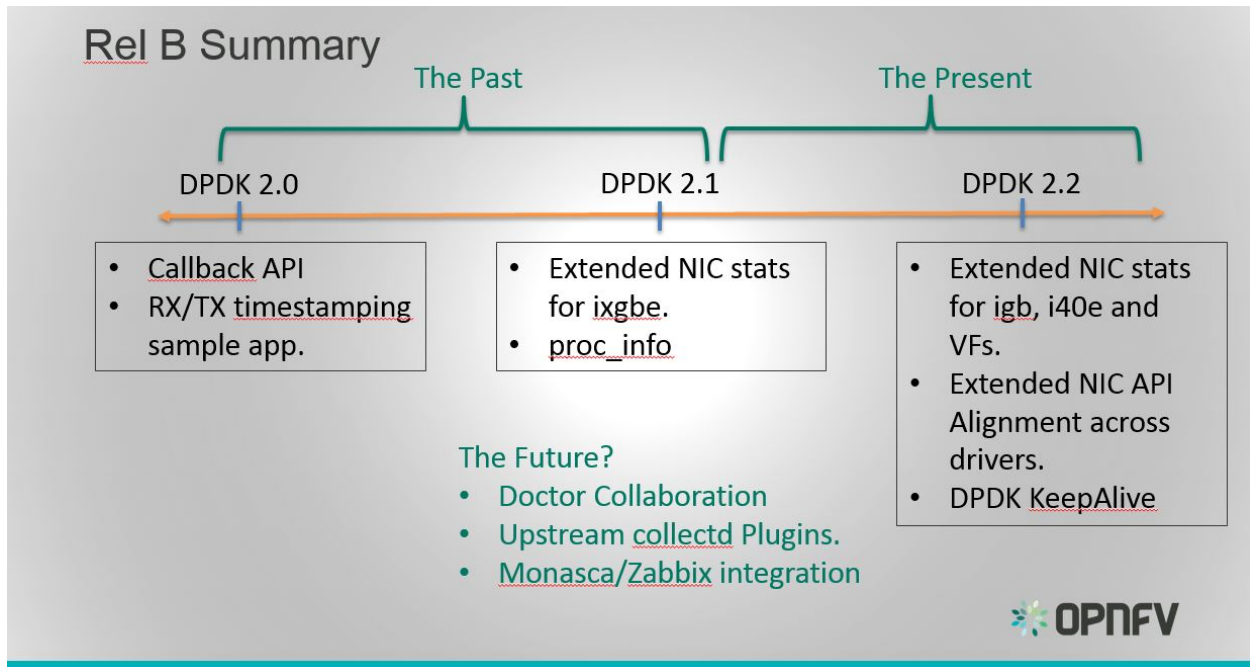 Rel B Summary
The Past
The Present
DPDK 2.0
DPDK 2.1
DPDK 2.2
• Callback API
• RX/TX timestamping
sample app.
• Extended NIC stats
for ixgbe.
• proc_info
• Extended NIC stats
for igb, i40e and
VFs.
• Extended NIC API
Alignment across
drivers.
• DPDK KeepAlive
The Future?
• Doctor Collaboration
• Upstream collectd Plugins.
• Monasca/Zabbix integration
OPNFV